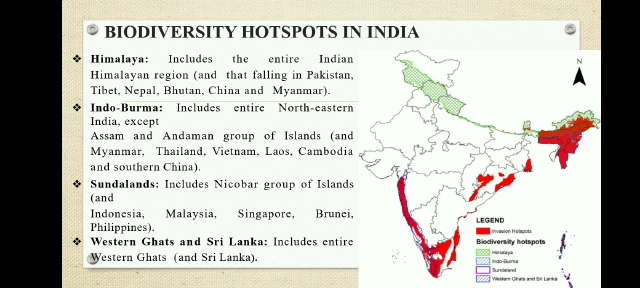 BIODIVERSITY HOTSPOTS IN INDIA
❖ Himalaya: Includes the entire Indian
Himalayan region (and that falling in Pakistan,
Tibet, Nepal, Bhutan, China and Myanmar).
❖ Indo-Burma: Includes entire North-eastern
India, except
Assam and Andaman group of Islands (and
Myanmar, Thailand, Vietnam, Laos, Cambodia
and southern China).
❖ Sundalands: Includes Nicobar group of Islands
(and
Indonesia, Malaysia, Singapore, Brunei,
Philippines).
❖ Western Ghats and Sri Lanka: Includes entire
Western Ghats (and Sri Lanka).
N
LEGEND
Invasion Hotspots
Biodiversity hotspots
Himalaya
Indo-Burma
Sundaland
Western Ghats and Sri Lanka